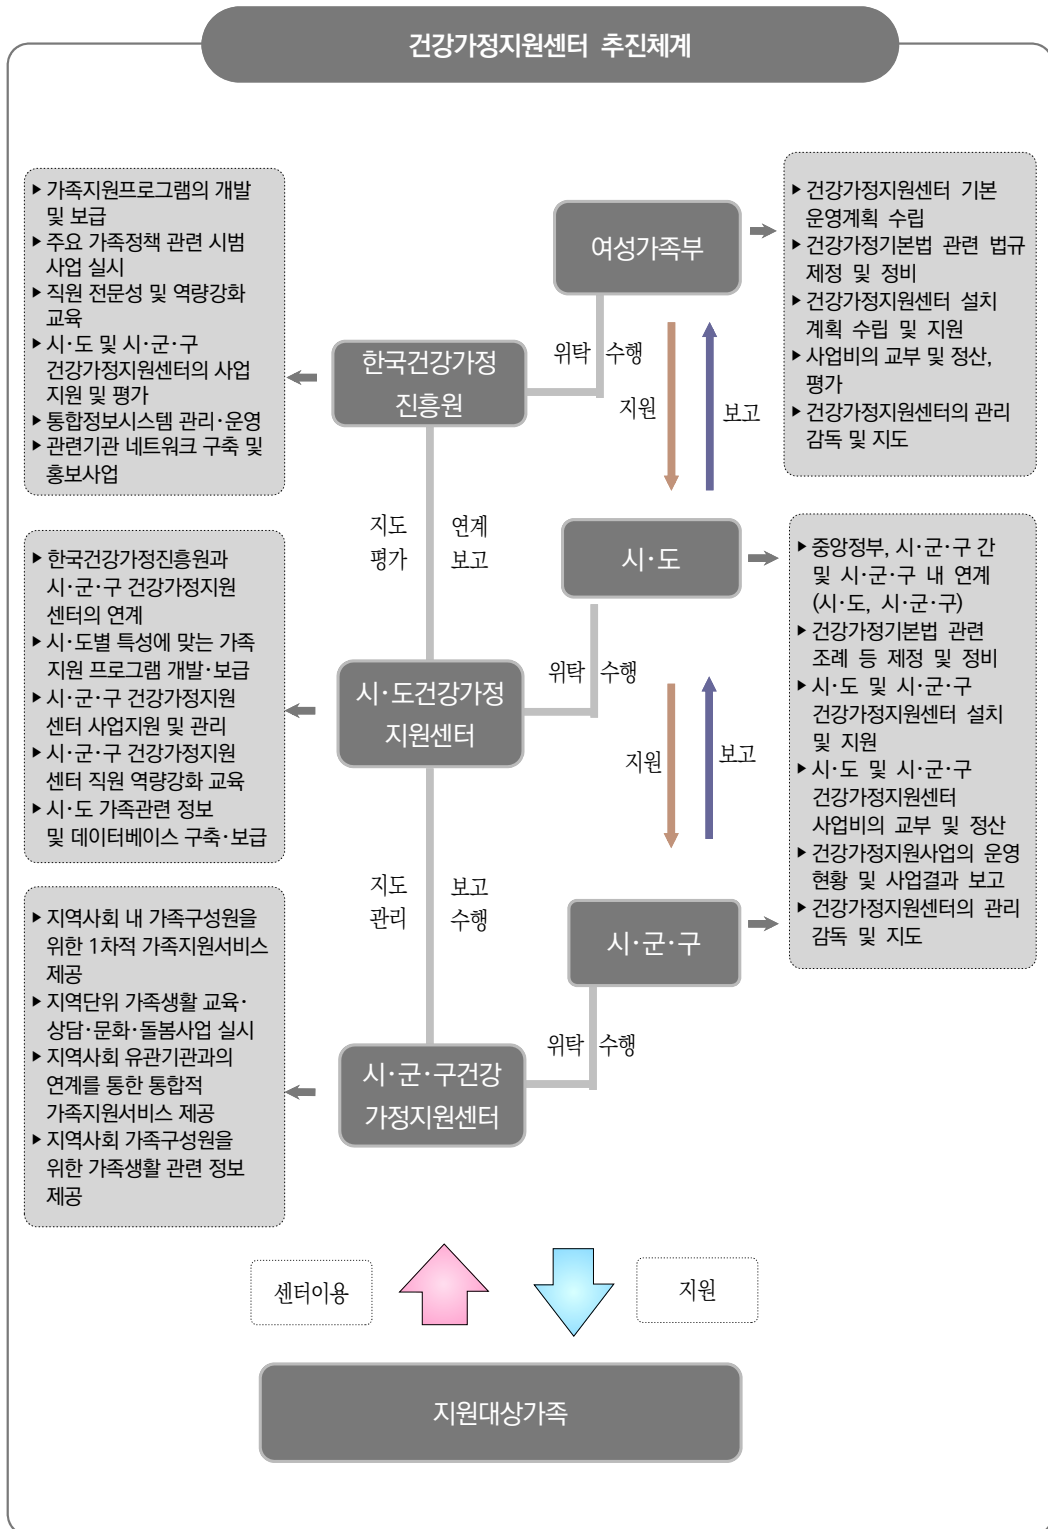 건강가정지원센터 추진체계
▶ 가족지원프로그램의 개발
및 보급
▶ 주요 가족정책 관련 시범
사업 실시
▶ 직원 전문성 및 역량강화
교육
▶ 시·도 및 시·군·구
건강가정지원센터의 사업
지원 및 평가
▶ 통합정보시스템 관리·운영
▶ 관련기관 네트워크 구축 및
홍보사업
여성가족부
▶ 건강가정지원센터 기본
운영계획 수립
▶ 건강가정기본법 관련 법규
제정 및 정비
▶ 건강가정지원센터 설치
계획 수립 및 지원
▶ 사업비의 교부 및 정산,
평가
▶ 건강가정지원센터의 관리
감독 및 지도
한국건강가정
진흥원
위탁 수행
지원
보고
지도 연계
평가 보고
시·도
▶ 한국건강가정진흥원과
시·군·구 건강가정지원
센터의 연계
▶ 시·도별 특성에 맞는 가족
지원 프로그램 개발·보급
▶ 시·군·구 건강가정지원
센터 사업지원 및 관리
▶ 시·군·구 건강가정지원
센터 직원 역량강화 교육
▶ 시·도 가족관련 정보
및 데이터베이스 구축·보급
▶ 중앙정부, 시·군·구 간
및 시·군·구 내 연계
(시·도, 시·군·구)
▶ 건강가정기본법 관련
조례 등 제정 및 정비
▶ 시·도 및 시·군·구
건강가정지원센터 설치
및 지원
▶ 시·도 및 시·군·구
건강가정지원센터
사업비의 교부 및 정산
▶ 건강가정지원사업의 운영
현황 및 사업결과 보고
▶ 건강가정지원센터의 관리
감독 및 지도
시·도건강가정
지원센터
위탁 수행
지원
보고
지도 보고
관리 수행
시·군·구
▶ 지역사회 내 가족구성원을
위한 1차적 가족지원서비스
제공
▶ 지역단위 가족생활 교육·
상담·문화·돌봄사업 실시
▶ 지역사회 유관기관과의
연계를 통한 통합적
가족지원서비스 제공
▶ 지역사회 가족구성원을
위한 가족생활 관련 정보
제공
시·군·구건강
가정지원센터
위탁 수행
센터이용
지원
지원대상가족